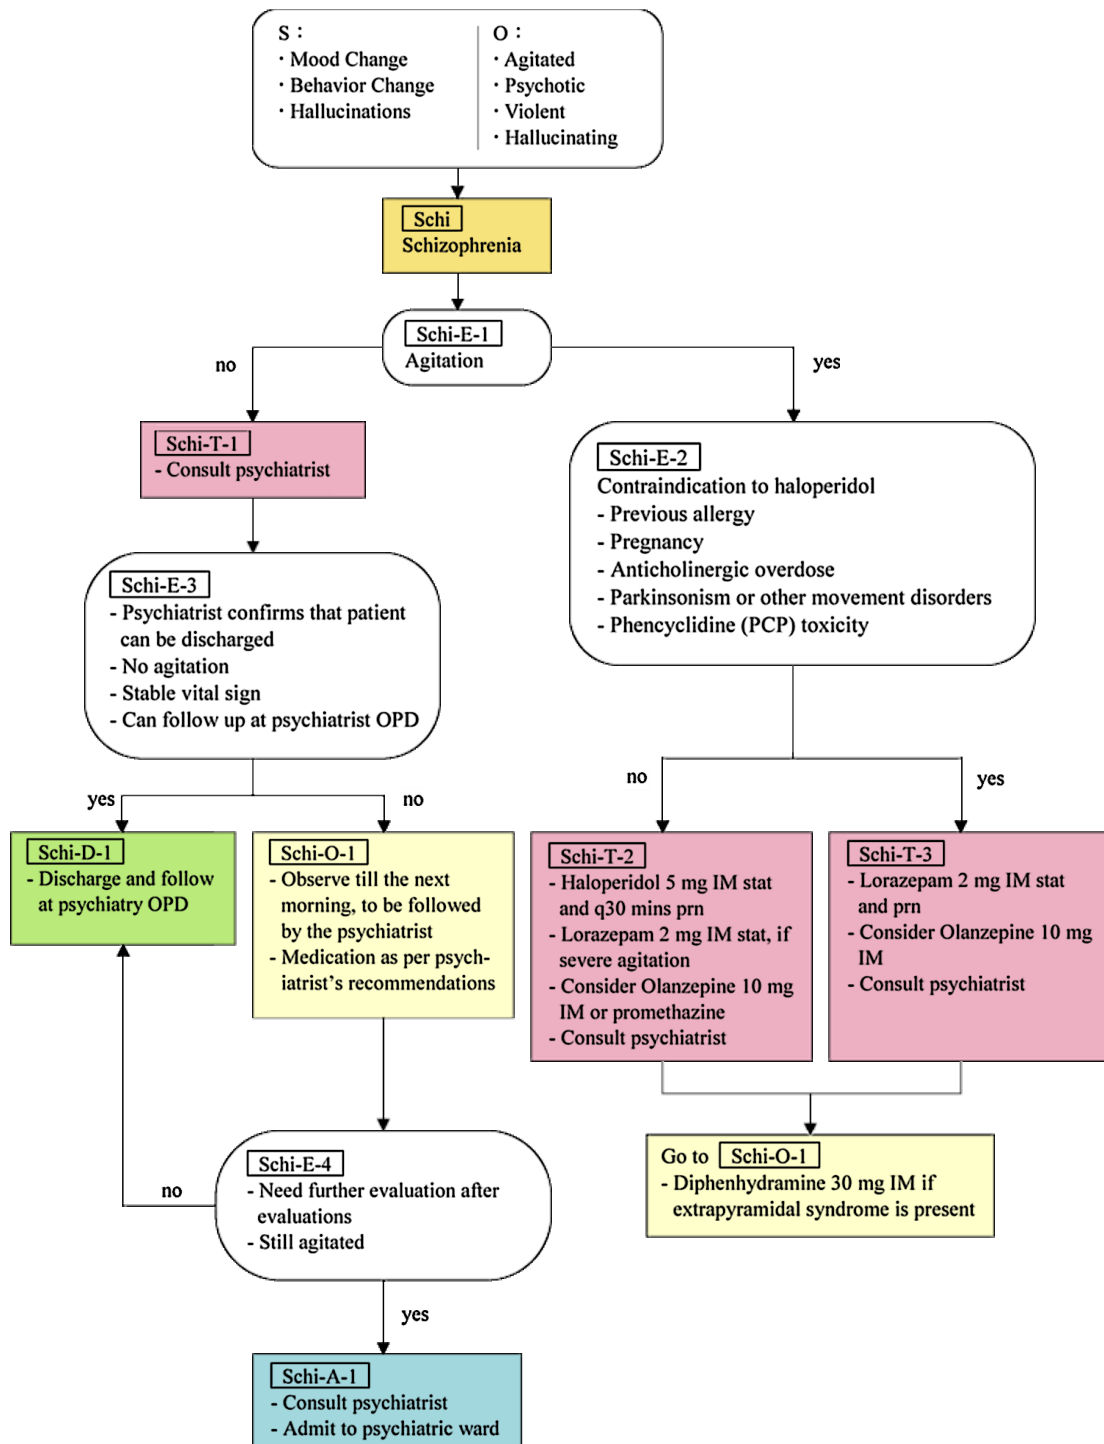 S :
· Mood Change
· Behavior Change
· Hallucinations
O :
· Agitated
· Psychotic
· Violent
· Hallucinating
Schi
Schizophrenia
Schi-E-1
Agitation
no
yes
Schi-T-1
- Consult psychiatrist
Schi-E-2
Contraindication to haloperidol
- Previous allergy
- Pregnancy
- Anticholinergic overdose
- Parkinsonism or other movement disorders
- Phencyclidine (PCP) toxicity
Schi-E-3
- Psychiatrist confirms that patient
can be discharged
- No agitation
- Stable vital sign
- Can follow up at psychiatrist OPD
yes
no
no
yes
Schi-D-1
- Discharge and follow
at psychiatry OPD
Schi-O-1
- Observe till the next
morning, to be followed
by the psychiatrist
- Medication as per psych-
iatrist's recommendations
Schi-T-2
- Haloperidol 5 mg IM stat
and q30 mins prn
- Lorazepam 2 mg IM stat, if
severe agitation
- Consider Olanzepine 10 mg
IM or promethazine
- Consult psychiatrist
Schi-T-3
- Lorazepam 2 mg IM stat
and prn
- Consider Olanzepine 10 mg
IM
- Consult psychiatrist
Go to Schi-O-1
- Diphenhydramine 30 mg IM if
extrapyramidal syndrome is present
no
Schi-E-4
- Need further evaluation after
evaluations
- Still agitated
yes
Schi-A-1
- Consult psychiatrist
- Admit to psychiatric ward